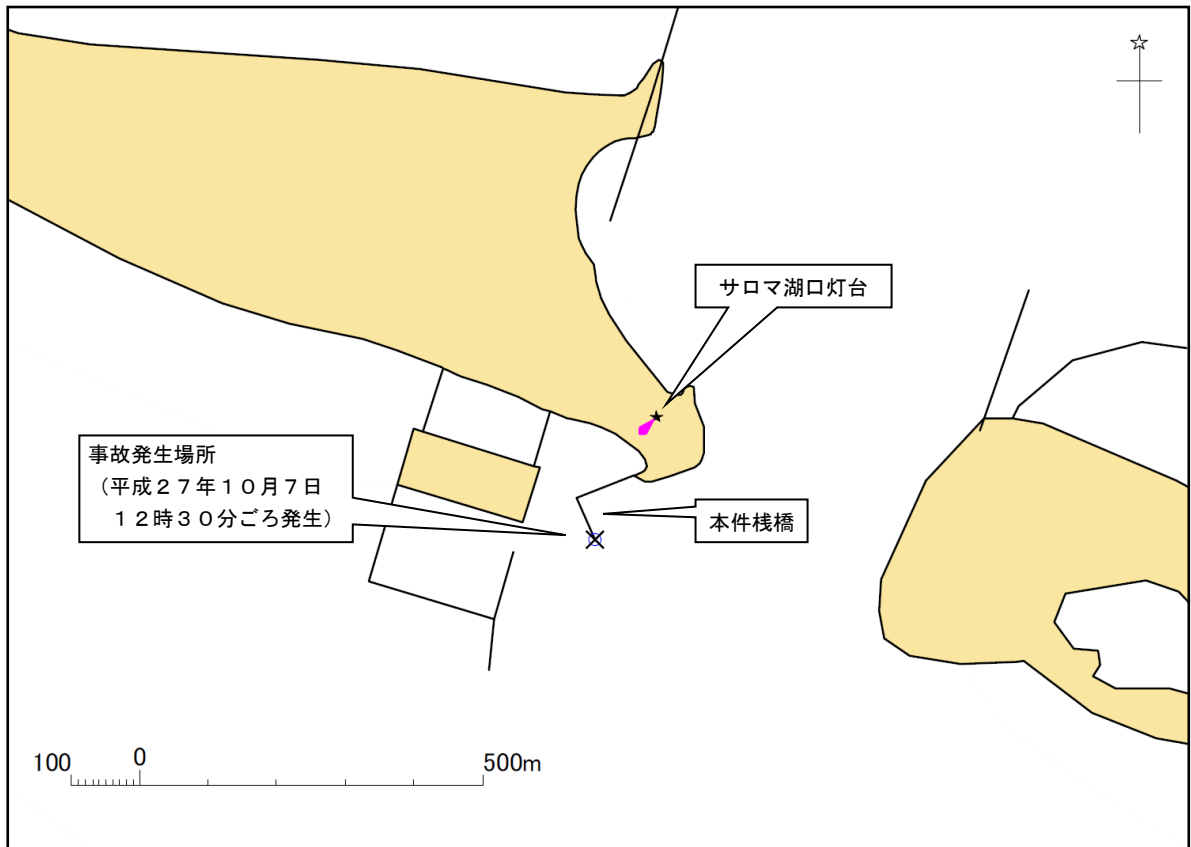 サロマ湖口灯台
事故発生場所
（平成２７年１０月７日
１２時３０分ごろ発生）
本件桟橋
100 0 500m